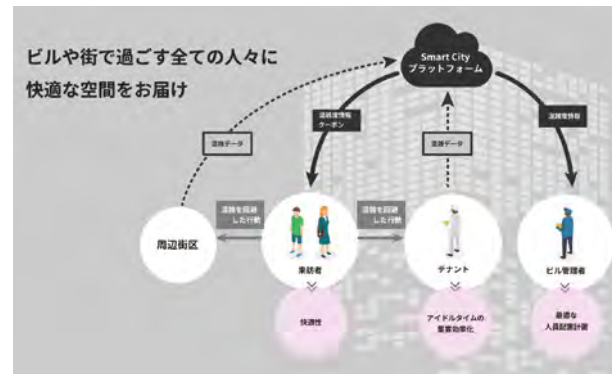 ビルや街で過ごす全ての人々に
快適な空間をお届け
Smart City
プラットフォーム
混雑度情報
クーポン
混雑度情報
混雑データ
混雑データ
混雑を回避
した行動
混雑を回避
した行動
周辺街区
来訪者
テナント
ビル管理者
快適性
アイドルタイムの
集客効率化
最適な
人員配置計画